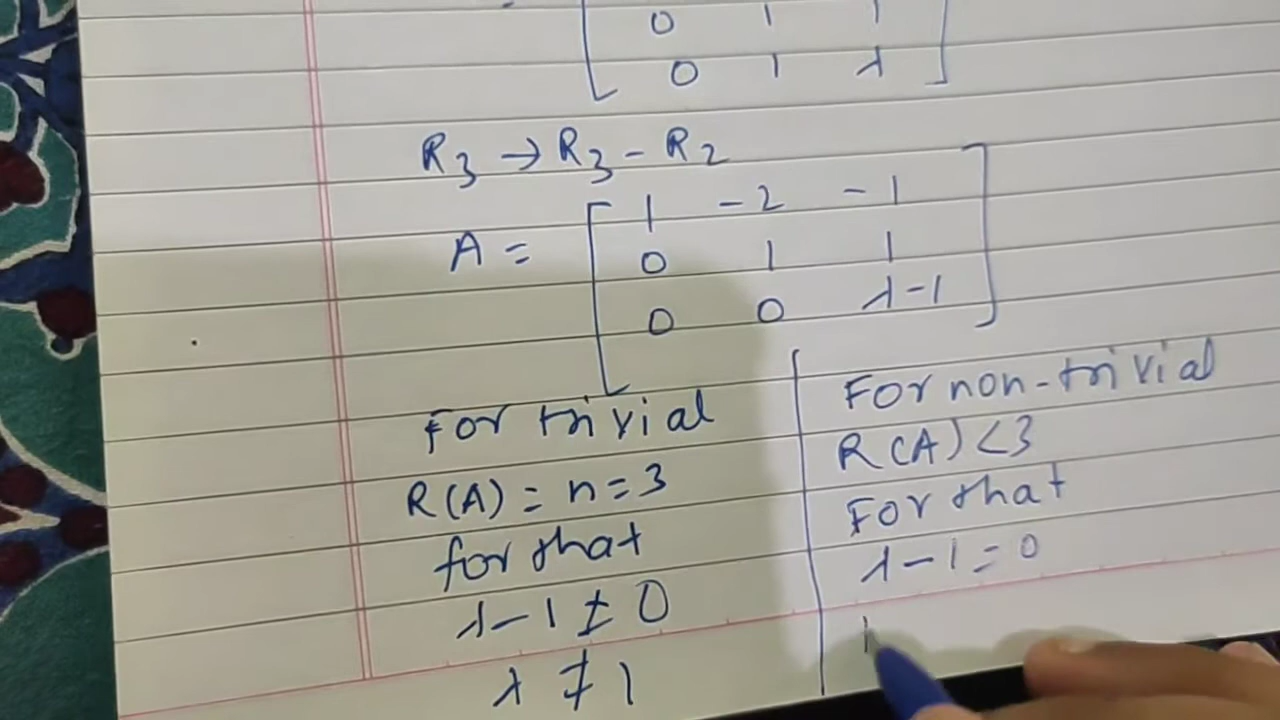 0 1 1
0 1 λ
R3 → R3 - R2
1 -2 -1
A = 0 1 1
0 0 λ-1
For trivial
R(A) = n = 3
for that
λ-1 ≠ 0
λ ≠ 1
For non-trivial
R(A) < 3
For that
λ-1 = 0